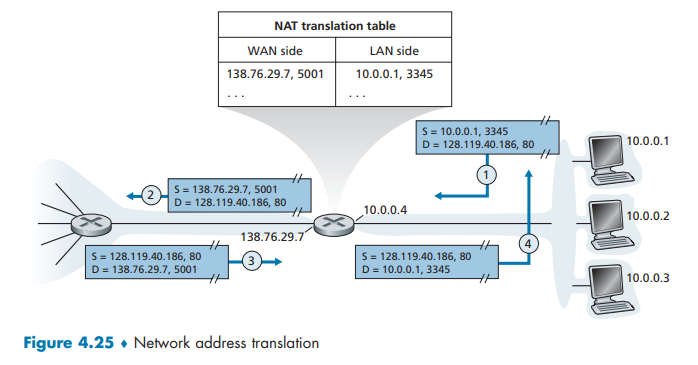 NAT translation table
WAN side LAN side
138.76.29.7, 5001 10.0.0.1, 3345
. . . . . .
S = 10.0.0.1, 3345
D = 128.119.40.186, 80
1
10.0.0.1
2
S = 138.76.29.7, 5001
D = 128.119.40.186, 80
10.0.0.4
10.0.0.2
138.76.29.7
4
S = 128.119.40.186, 80
D = 138.76.29.7, 5001
3
S = 128.119.40.186, 80
D = 10.0.0.1, 3345
10.0.0.3
Figure 4.25 ♦ Network address translation